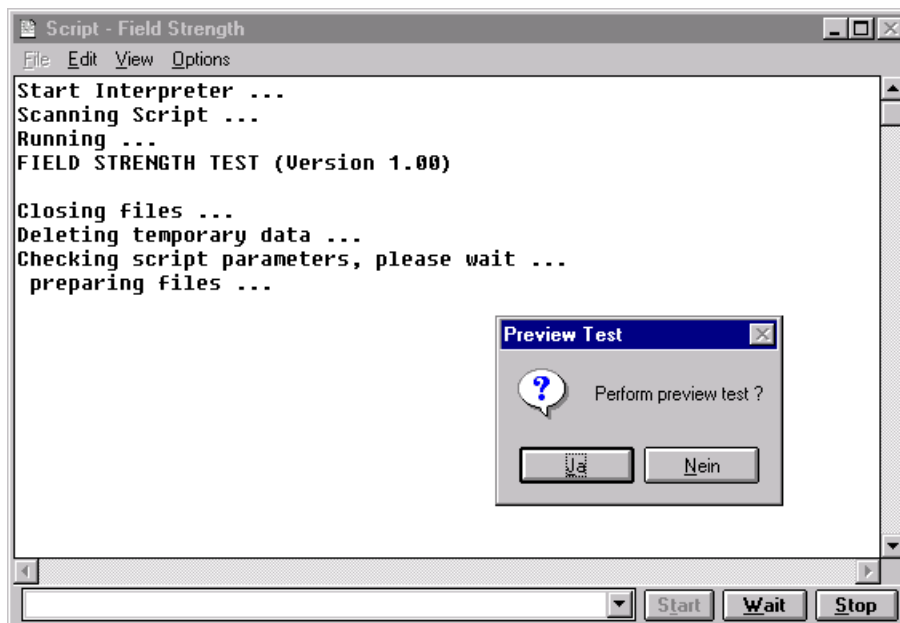 Script - Field Strength
File Edit View Options
Start Interpreter ...
Scanning Script ...
Running ...
FIELD STRENGTH TEST (Version 1.00)
Closing files ...
Deleting temporary data ...
Checking script parameters, please wait ...
preparing files ...
Preview Test
?
Perform preview test ?
Ja Nein
Start Wait Stop